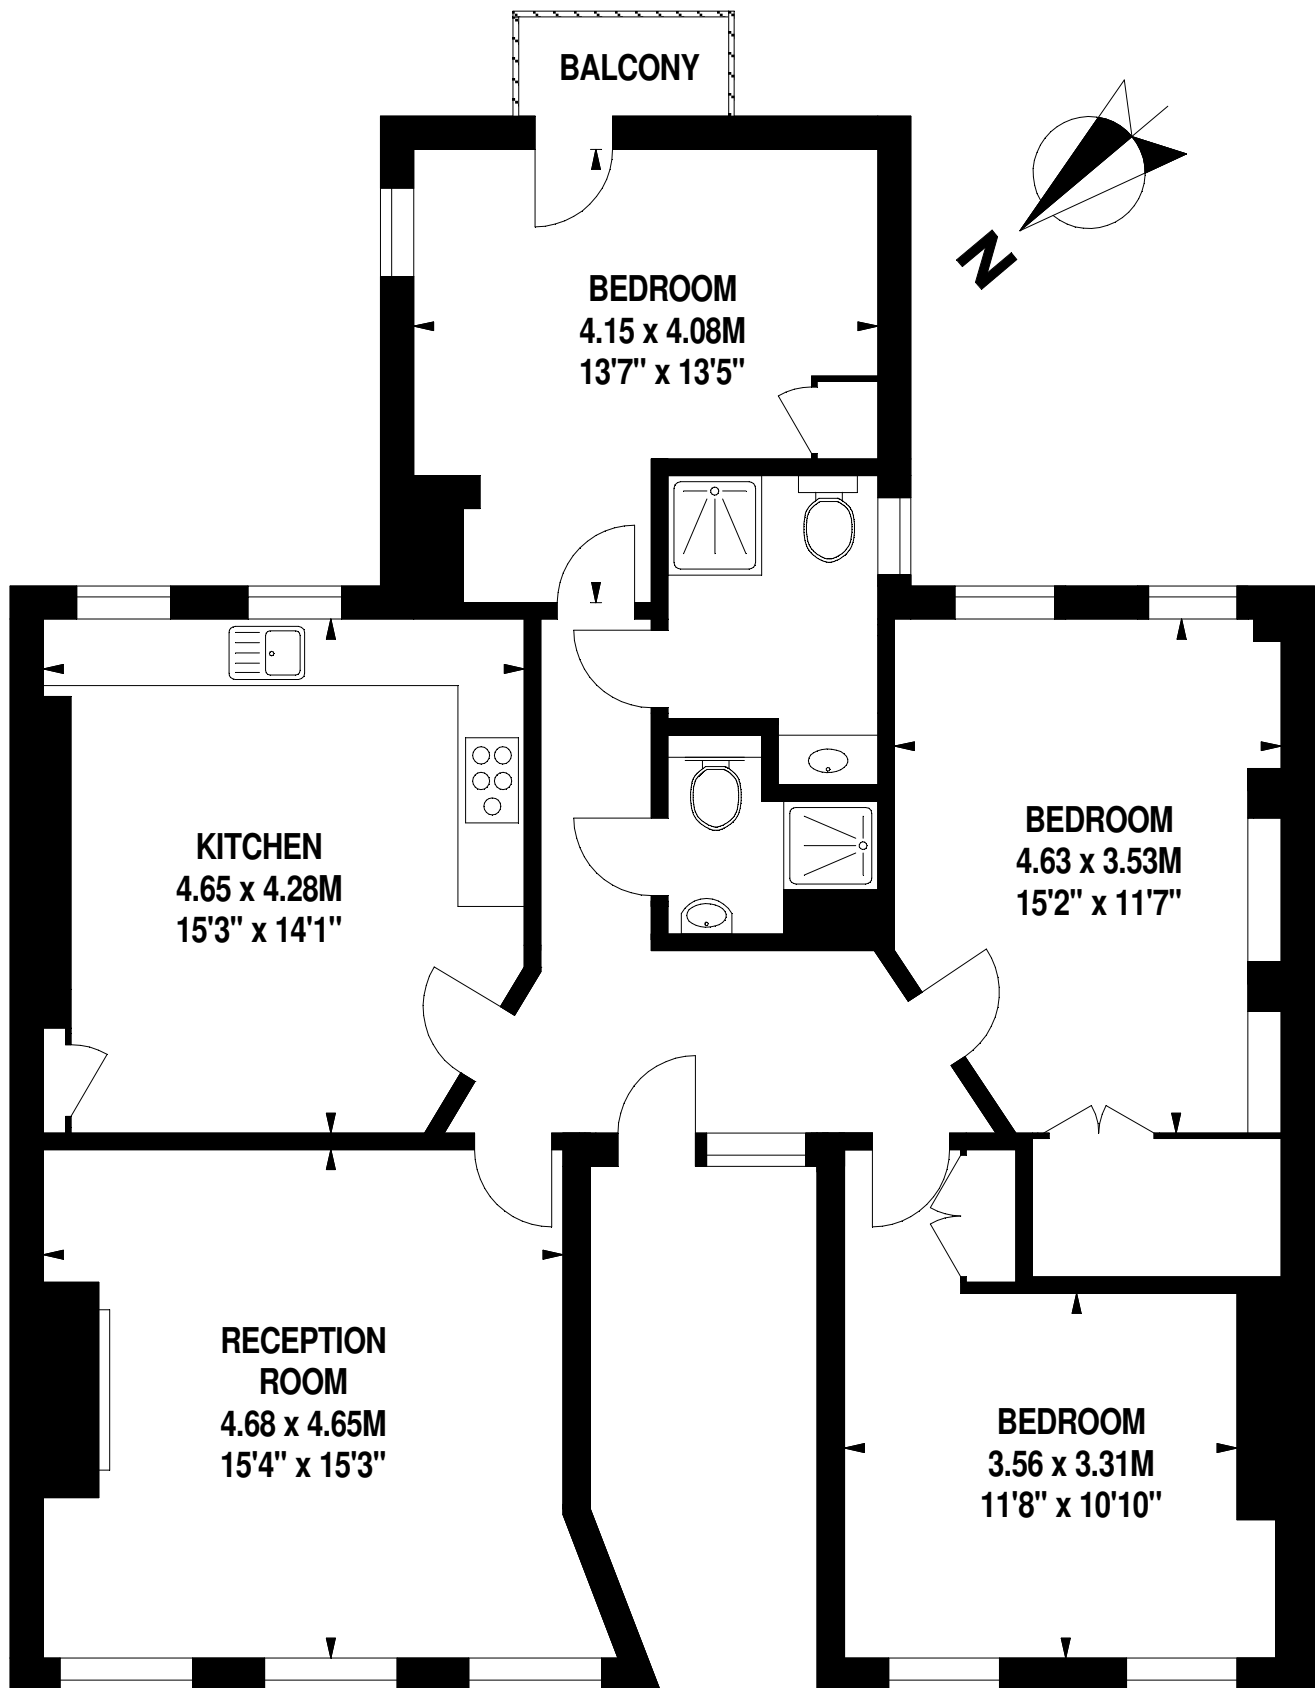 BALCONY
N
BEDROOM
4.15 x 4.08M
13'7" x 13'5"
KITCHEN
4.65 x 4.28M
15'3" x 14'1"
BEDROOM
4.63 x 3.53M
15'2" x 11'7"
RECEPTION
ROOM
4.68 x 4.65M
15'4" x 15'3"
BEDROOM
3.56 x 3.31M
11'8" x 10'10"